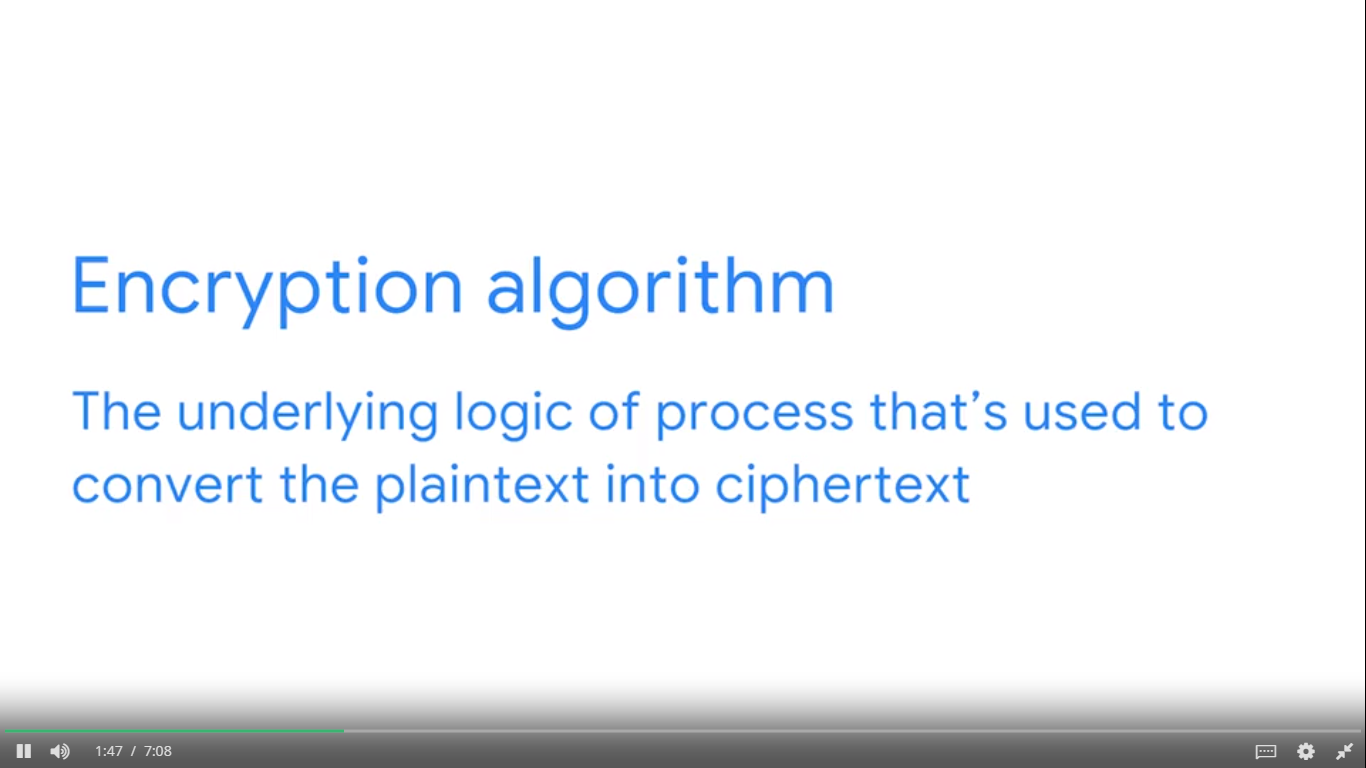 Encryption algorithm
The underlying logic of process that’s used to
convert the plaintext into ciphertext
1:47 / 7:08